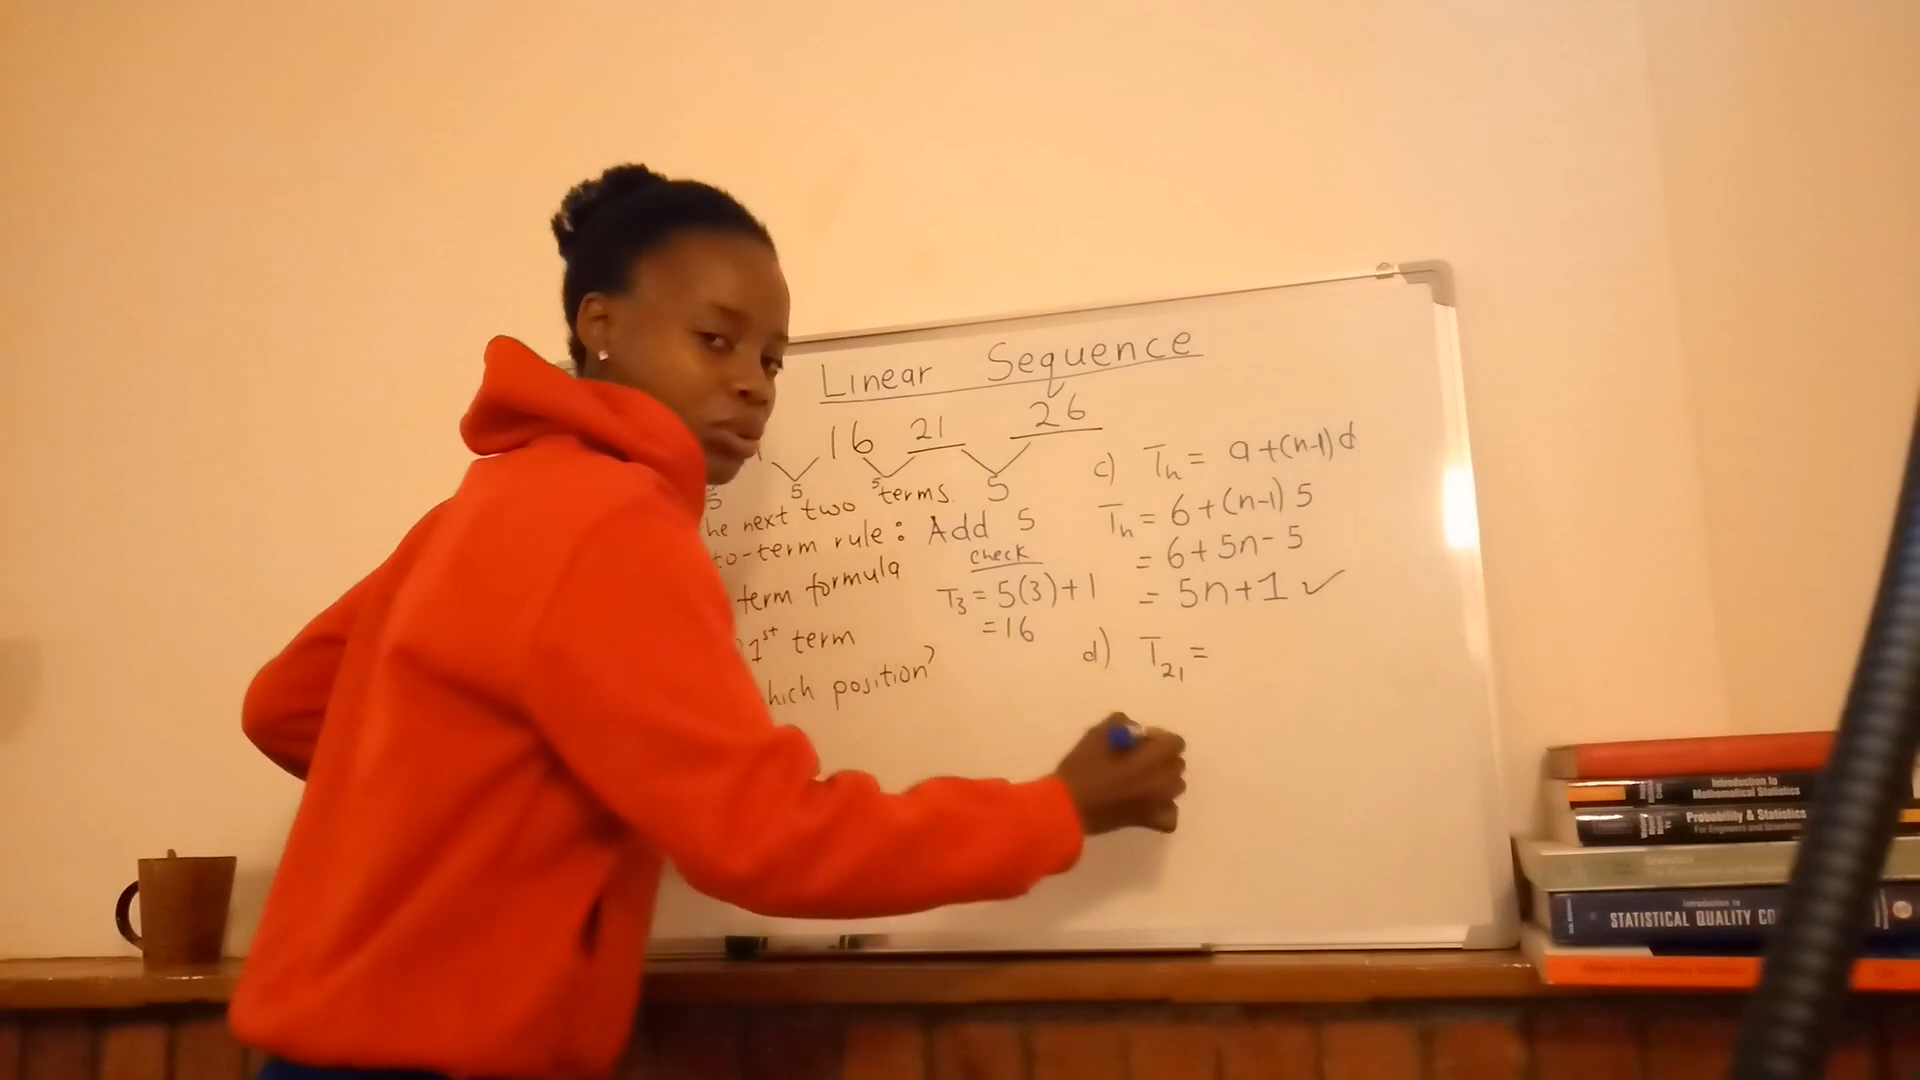 Linear Sequence
16 21 26
5 5 5 5
he next two terms.
to-term rule: Add 5
term formula
1st term
hich position?
check
T3 = 5(3)+1
=16
c) Tn = a+(n-1)d
Tn = 6+(n-1)5
= 6+5n-5
= 5n+1 ✓
d) T21 =
Introduction to
Mathematical Statistics
Probability & Statistics
Introduction to
STATISTICAL QUALITY CO